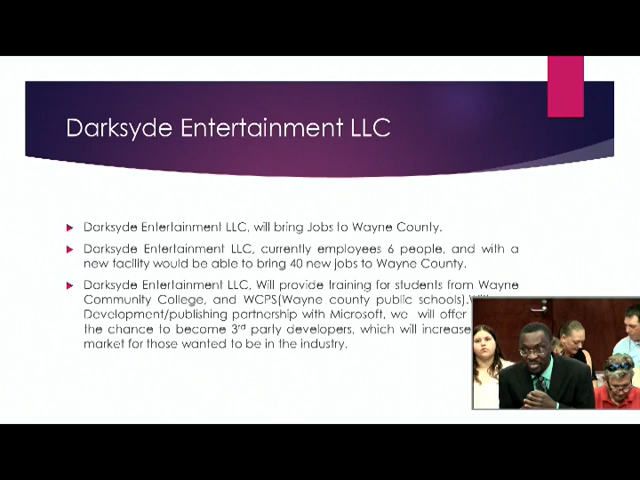 Darksyde Entertainment LLC
Darksyde Entertainment LLC, will bring Jobs to Wayne County.
Darksyde Entertainment LLC, currently employees 6 people, and with a
new facility would be able to bring 40 new jobs to Wayne County.
Darksyde Entertainment LLC, Will provide training for students from Wayne
Community College, and WCPS(Wayne county public schools).
Development/publishing partnership with Microsoft, we will offer
the chance to become 3rd party developers, which will increase
market for those wanted to be in the industry.